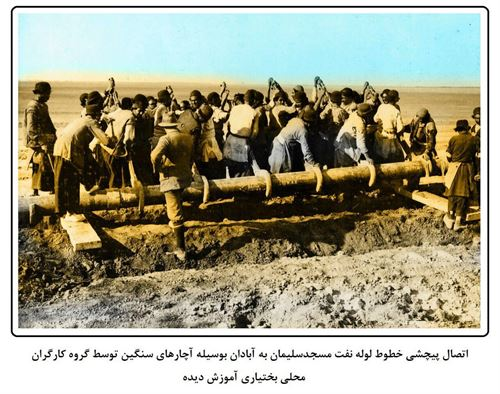 اتصال پیچشی خطوط لوله نفت مسجدسلیمان به آبادان بوسیله آچارهای سنگین توسط گروه کارگران
محلی بختیاری آموزش دیده